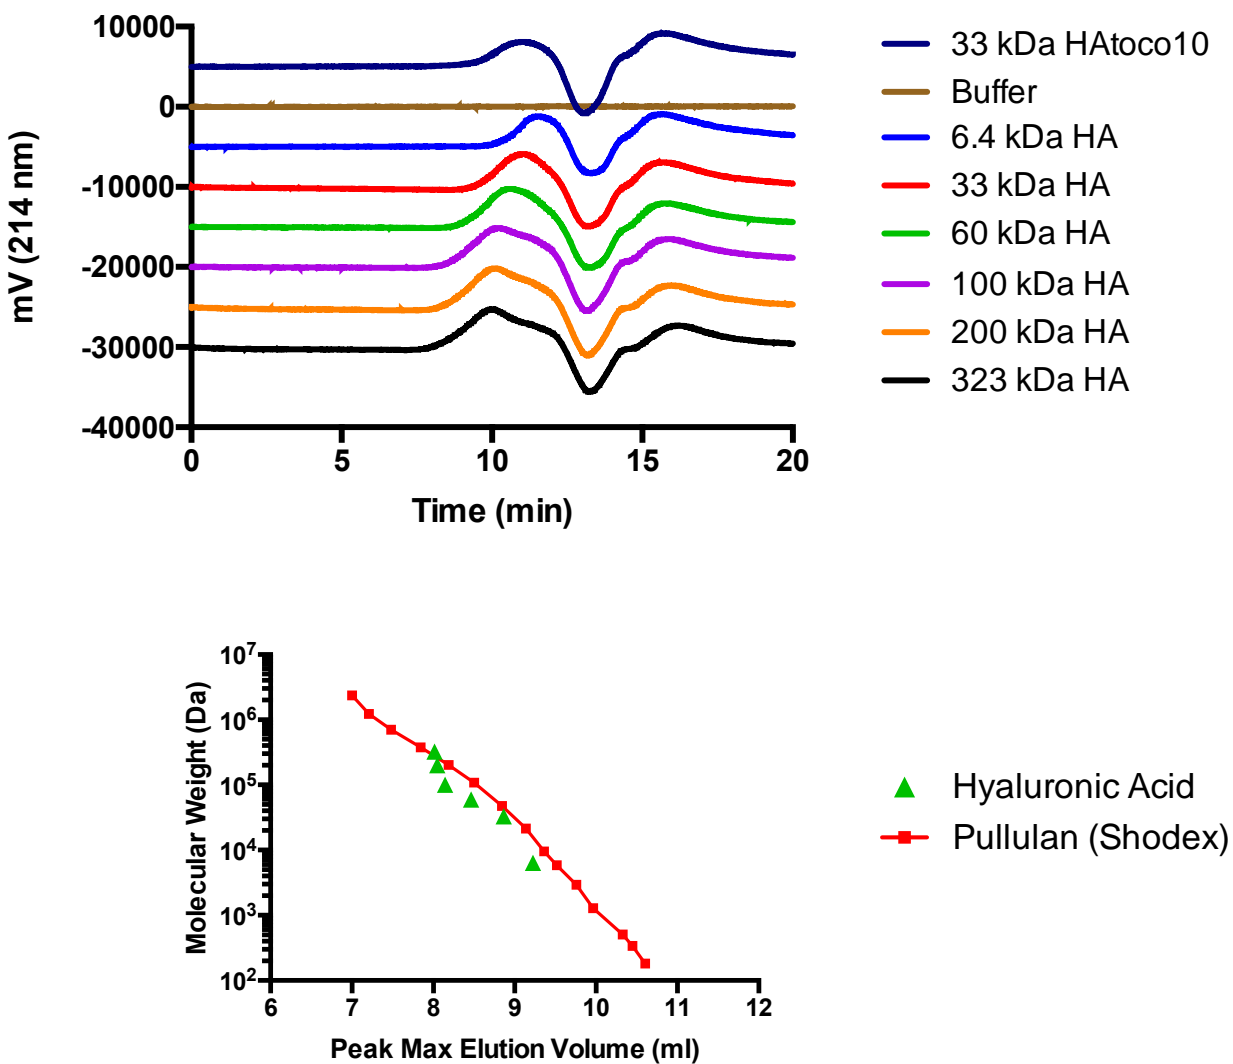 10000
0
-10000
-20000
-30000
-40000
mV (214 nm)
0 5 10 15 20
Time (min)
33 kDa HAtoco10
Buffer
6.4 kDa HA
33 kDa HA
60 kDa HA
100 kDa HA
200 kDa HA
323 kDa HA
10⁷
10⁶
10⁵
10⁴
10³
10²
Molecular Weight (Da)
6 7 8 9 10 11 12
Peak Max Elution Volume (ml)
Hyaluronic Acid
Pullulan (Shodex)